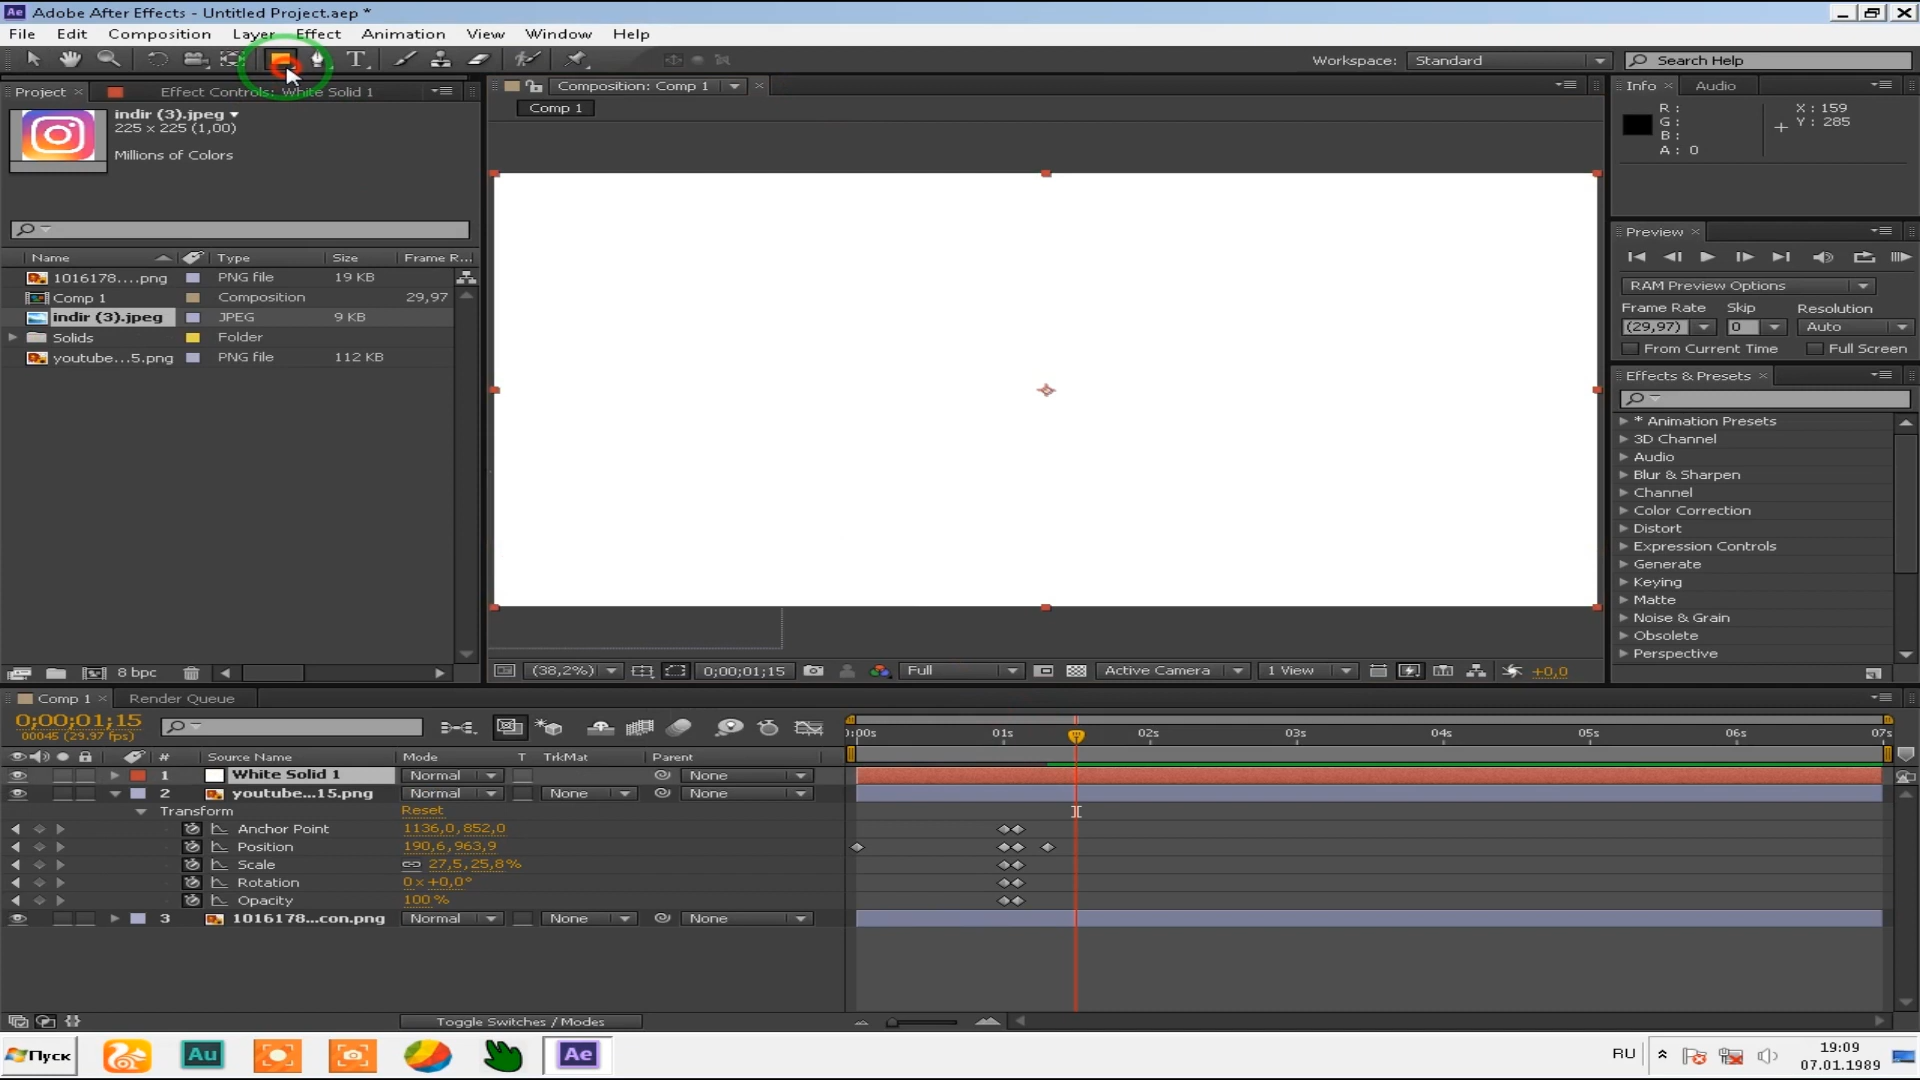 Adobe After Effects - Untitled Project.aep *
File Edit Composition Layer Effect Animation View Window Help
Workspace: Standard Search Help
Project Effect Controls: White Solid 1
indir (3).jpeg
225 x 225 (1,00)
Millions of Colors
Name Type Size Frame R...
1016178....png PNG file 19 KB
Comp 1 Composition 29,97
indir (3).jpeg JPEG 9 KB
Solids Folder
youtube...5.png PNG file 112 KB
8 bpc
Composition: Comp 1
Comp 1
(38,2%) 0;00;01;15 Full Active Camera 1 View +0,0
Info Audio
R: X: 159
G: Y: 285
B:
A: 0
Preview
RAM Preview Options
Frame Rate Skip Resolution
(29,97) 0 Auto
From Current Time Full Screen
Effects & Presets
* Animation Presets
3D Channel
Audio
Blur & Sharpen
Channel
Color Correction
Distort
Expression Controls
Generate
Keying
Matte
Noise & Grain
Obsolete
Perspective
Comp 1 Render Queue
0;00;01;15
00045 (29.97 fps)
):00s 01s 02s 03s 04s 05s 06s 07s
# Source Name Mode T TrkMat Parent
1 White Solid 1 Normal None
2 youtube...15.png Normal None None
Transform Reset
Anchor Point 1136,0,852,0
Position 190,6,963,9
Scale 27,5,25,8%
Rotation 0x+0,0°
Opacity 100%
3 1016178...con.png Normal None None
Toggle Switches / Modes
Пуск Au Ae RU 19:09
07.01.1989